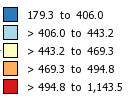 179.3 to 406.0
> 406.0 to 443.2
> 443.2 to 469.3
> 469.3 to 494.8
> 494.8 to 1,143.5